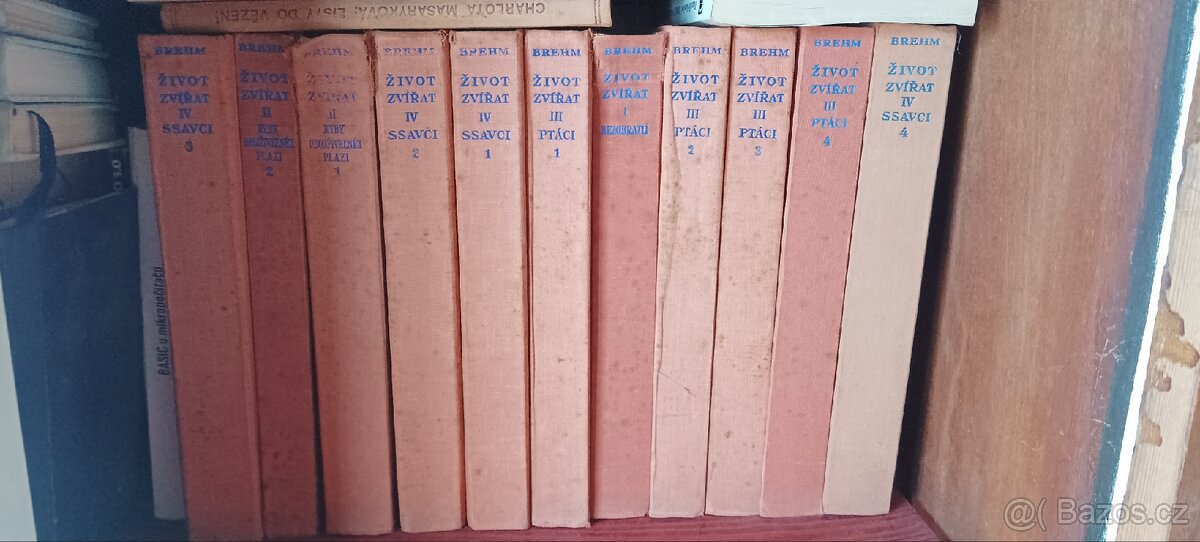 CHARLOTA MASARYKOVÁ: LISTY DO VĚZENÍ
BASIC u mikropočítačů
BREHM
ŽIVOT
ZVÍŘAT
IV
SSAVCI
3
BREHM
ŽIVOT
ZVÍŘAT
II
RYBY
OBOJŽIVELNÍCI
PLAZI
2
BREHM
ŽIVOT
ZVÍŘAT
II
RYBY
OBOJŽIVELNÍCI
PLAZI
1
BREHM
ŽIVOT
ZVÍŘAT
IV
SSAVCI
2
BREHM
ŽIVOT
ZVÍŘAT
IV
SSAVCI
1
BREHM
ŽIVOT
ZVÍŘAT
III
PTÁCI
1
BREHM
ŽIVOT
ZVÍŘAT
I
BEZOBRATLÍ
BREHM
ŽIVOT
ZVÍŘAT
III
PTÁCI
2
BREHM
ŽIVOT
ZVÍŘAT
III
PTÁCI
3
BREHM
ŽIVOT
ZVÍŘAT
III
PTÁCI
4
BREHM
ŽIVOT
ZVÍŘAT
IV
SSAVCI
4
@ Bazos.cz